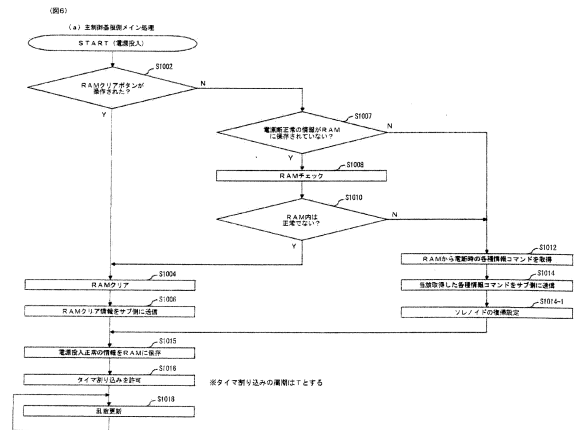 (図6)
(a) 主制御基板側メイン処理
START (電源投入)
S1002
RAMクリアボタンが
操作された?
N
Y
S1007
電源断正常の情報がRAM
に保存されていない?
N
Y
S1008
RAMチェック
S1010
RAM内は
正常でない?
N
Y
S1012
RAMから電断時の各種情報コマンドを取得
S1004
RAMクリア
S1014
当該取得した各種情報コマンドをサブ側に送信
S1006
RAMクリア情報をサブ側に送信
S1014-1
ソレノイドの復帰設定
S1015
電源投入正常の情報をRAMに保存
S1016
タイマ割り込みを許可
※タイマ割り込みの周期はTとする
S1018
乱数更新